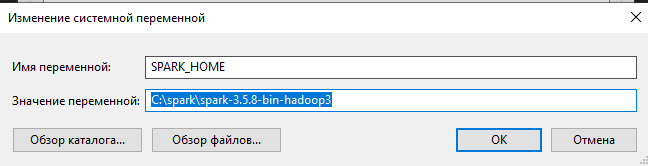 Изменение системной переменной
Имя переменной: SPARK_HOME
Значение переменной: C:\spark\spark-3.5.8-bin-hadoop3
Обзор каталога... Обзор файлов... ОК Отмена